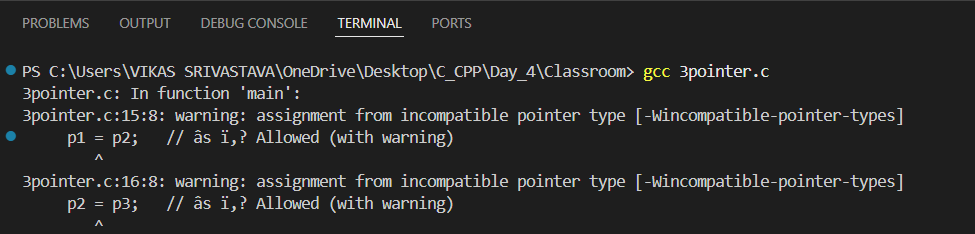 PROBLEMS OUTPUT DEBUG CONSOLE TERMINAL PORTS
PS C:\Users\VIKAS SRIVASTAVA\OneDrive\Desktop\C_CPP\Day_4\Classroom> gcc 3pointer.c
3pointer.c: In function 'main':
3pointer.c:15:8: warning: assignment from incompatible pointer type [-Wincompatible-pointer-types]
p1 = p2; // âs ï,? Allowed (with warning)
^
3pointer.c:16:8: warning: assignment from incompatible pointer type [-Wincompatible-pointer-types]
p2 = p3; // âs ï,? Allowed (with warning)
^